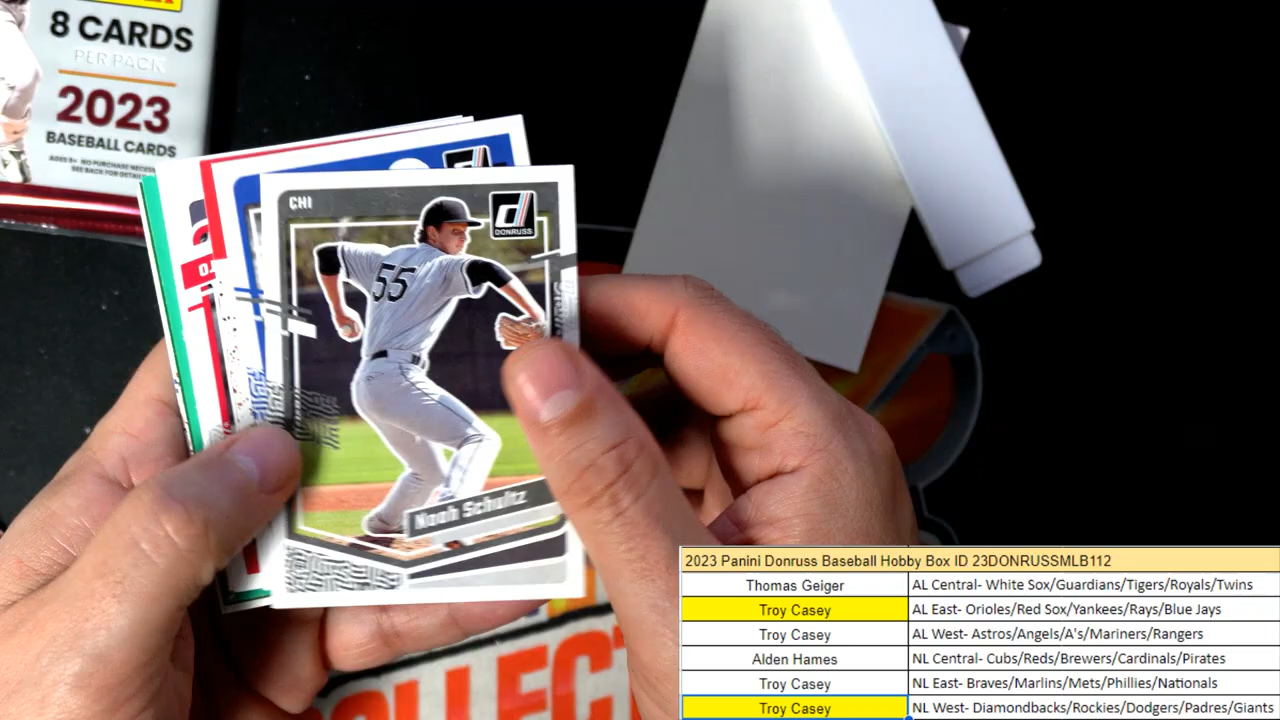 8 CARDS
PER PACK
2023
BASEBALL CARDS
CHI
DONRUSS
55
Noah Schultz
2023 Panini Donruss Baseball Hobby Box ID 23DONRUSSMLB112
Thomas Geiger AL Central- White Sox/Guardians/Tigers/Royals/Twins
Troy Casey AL East- Orioles/Red Sox/Yankees/Rays/Blue Jays
Troy Casey AL West- Astros/Angels/A's/Mariners/Rangers
Alden Hames NL Central- Cubs/Reds/Brewers/Cardinals/Pirates
Troy Casey NL East- Braves/Marlins/Mets/Phillies/Nationals
Troy Casey NL West- Diamondbacks/Rockies/Dodgers/Padres/Giants